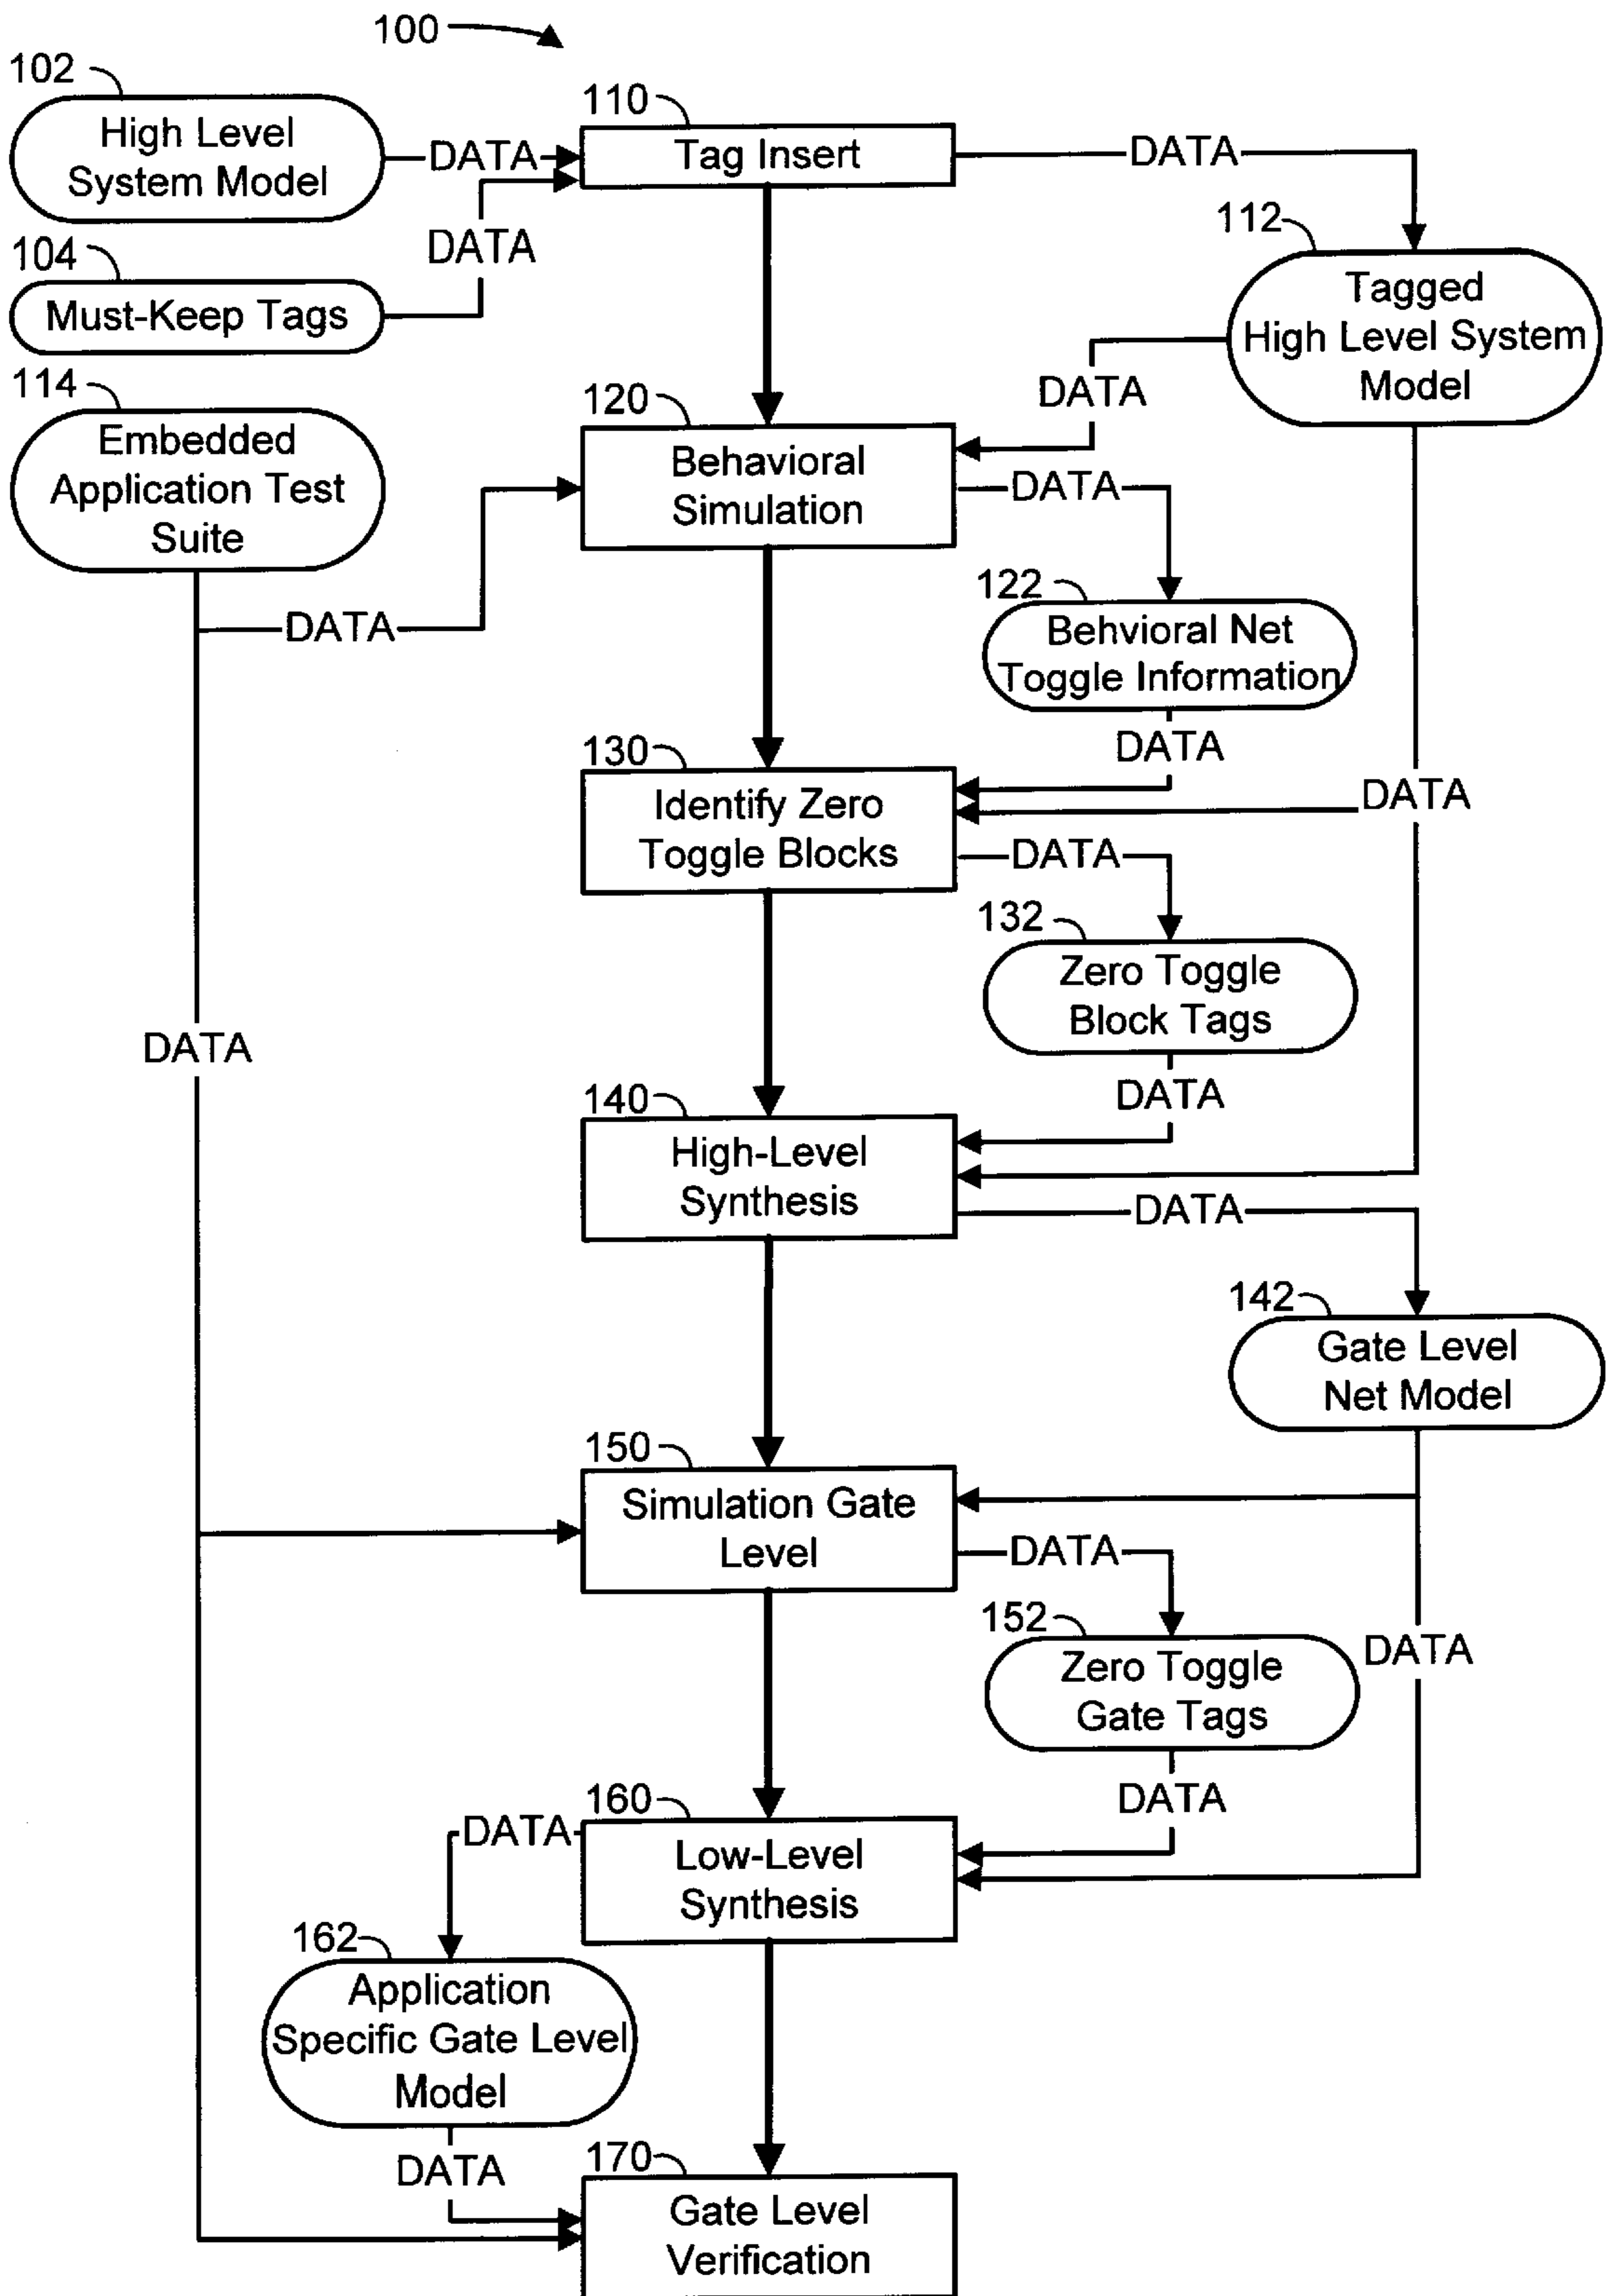 100
102
High Level
System Model
DATA
110
Tag Insert
DATA
104
Must-Keep Tags
DATA
112
Tagged
High Level System
Model
DATA
114
Embedded
Application Test
Suite
DATA
120
Behavioral
Simulation
DATA
122
Behvioral Net
Toggle Information
DATA
130
Identify Zero
Toggle Blocks
DATA
DATA
132
Zero Toggle
Block Tags
DATA
DATA
140
High-Level
Synthesis
DATA
142
Gate Level
Net Model
150
Simulation Gate
Level
DATA
152
Zero Toggle
Gate Tags
DATA
DATA
160
Low-Level
Synthesis
DATA
162
Application
Specific Gate Level
Model
DATA
170
Gate Level
Verification